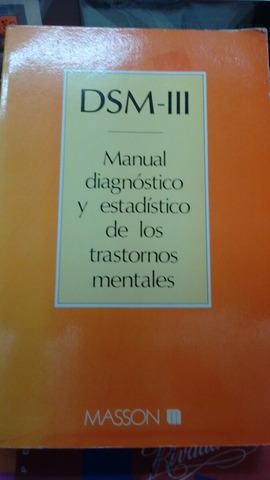 DSM-III
Manual
diagnóstico
y estadístico
de los
trastornos
mentales
MASSON